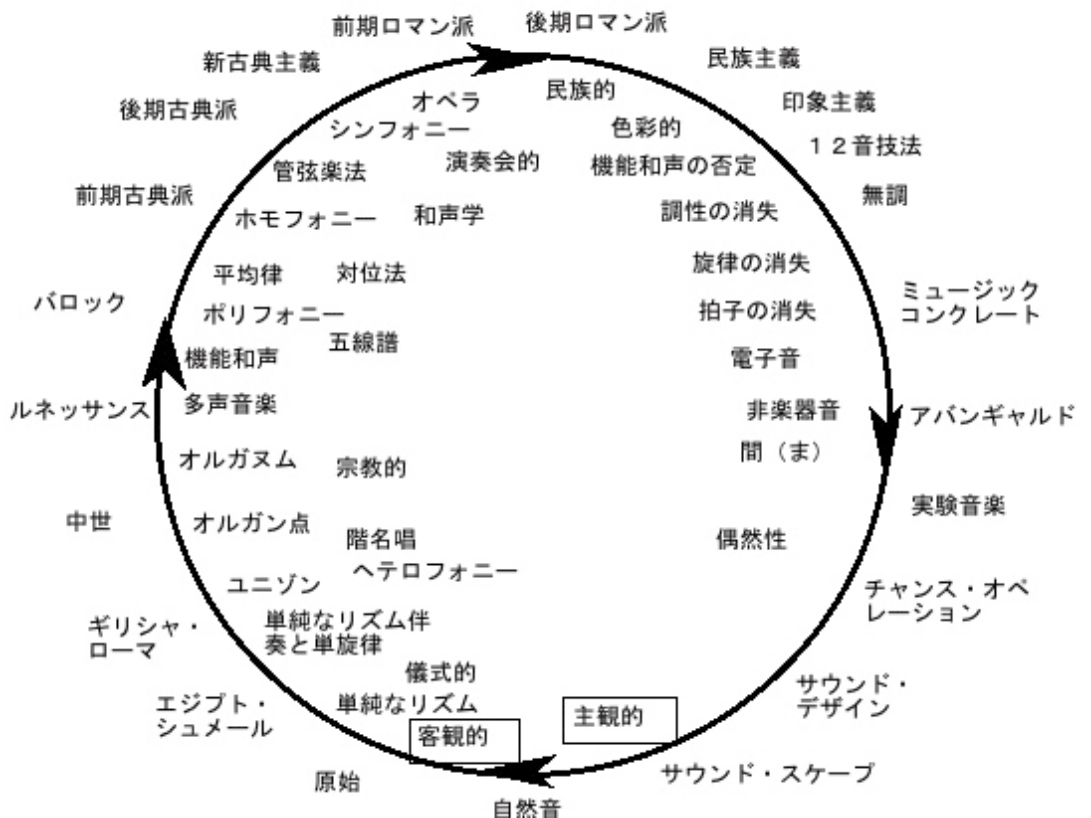 前期ロマン派
後期ロマン派
新古典主義
民族主義
後期古典派
オペラ
民族的
印象主義
シンフォニー
色彩的
１２音技法
管弦楽法
演奏会的
機能和声の否定
前期古典派
無調
ホモフォニー
和声学
調性の消失
平均律
対位法
旋律の消失
バロック
ミュージック
コンクレート
ポリフォニー
拍子の消失
五線譜
機能和声
電子音
ルネッサンス
多声音楽
非楽器音
アバンギャルド
オルガヌム
宗教的
間（ま）
中世
オルガン点
実験音楽
階名唱
偶然性
ヘテロフォニー
ユニゾン
チャンス・オペ
レーション
ギリシャ・
ローマ
単純なリズム伴
奏と単旋律
儀式的
サウンド・
デザイン
エジプト・
シュメール
単純なリズム
客観的
主観的
原始
サウンド・スケープ
自然音